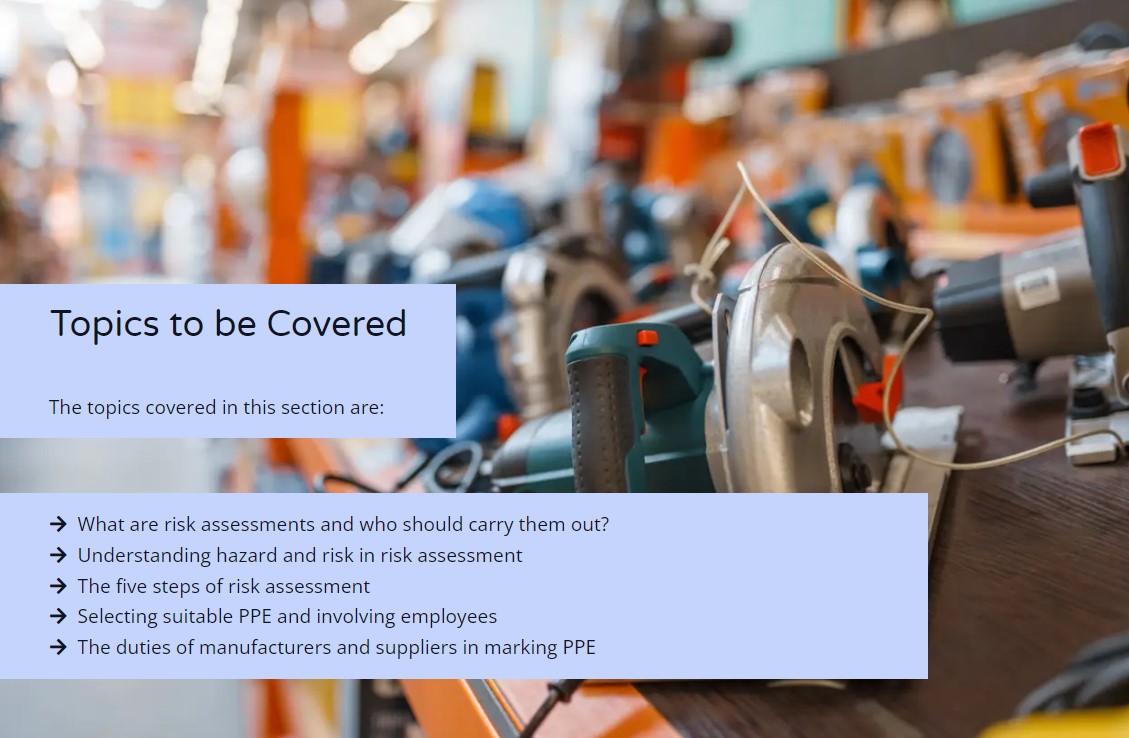 Topics to be Covered
The topics covered in this section are:
→ What are risk assessments and who should carry them out?
→ Understanding hazard and risk in risk assessment
→ The five steps of risk assessment
→ Selecting suitable PPE and involving employees
→ The duties of manufacturers and suppliers in marking PPE